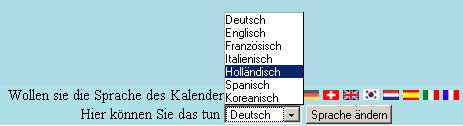 Deutsch
Englisch
Französisch
Italienisch
Holländisch
Spanisch
Koreanisch
Wollen sie die Sprache des Kalender
Hier können Sie das tun Deutsch Sprache ändern